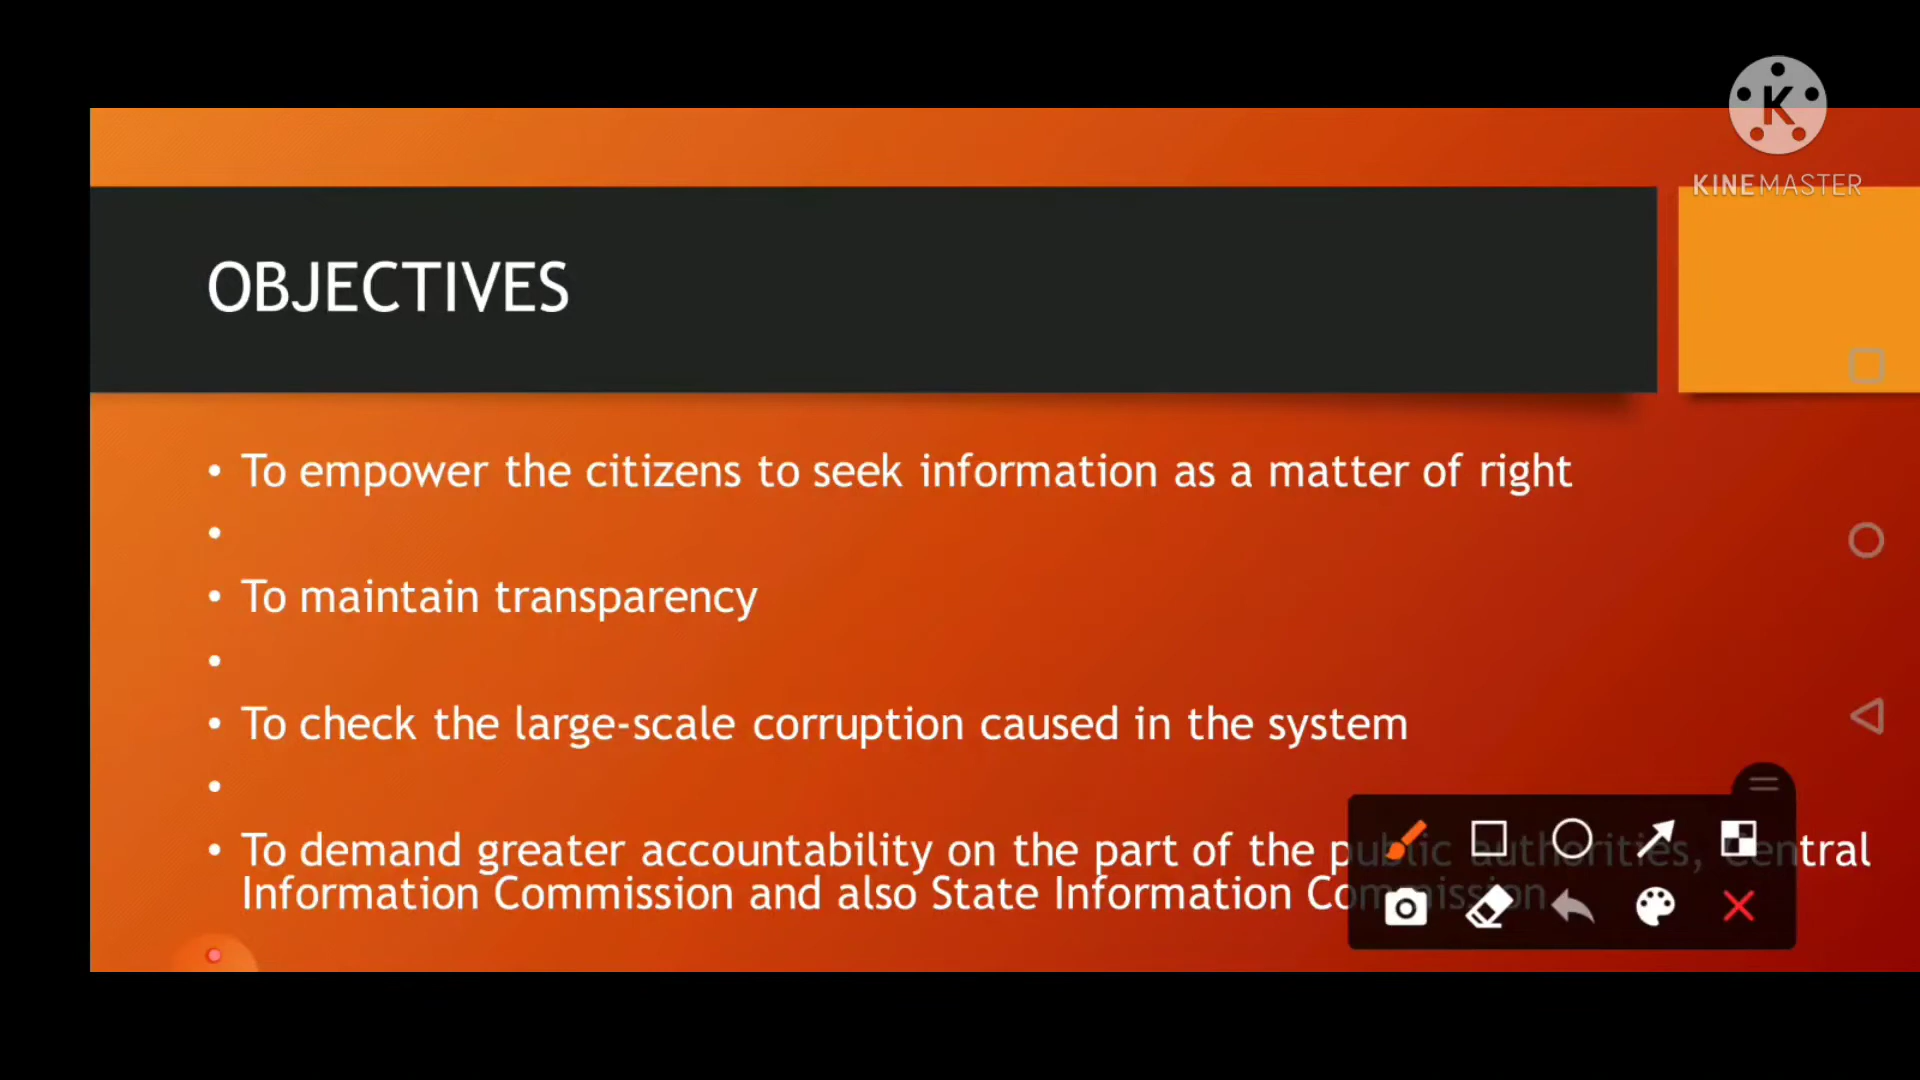 K
KINEMASTER
OBJECTIVES
• To empower the citizens to seek information as a matter of right
•
• To maintain transparency
•
• To check the large-scale corruption caused in the system
•
• To demand greater accountability on the part of the public authorities, Central
Information Commission and also State Information Commission